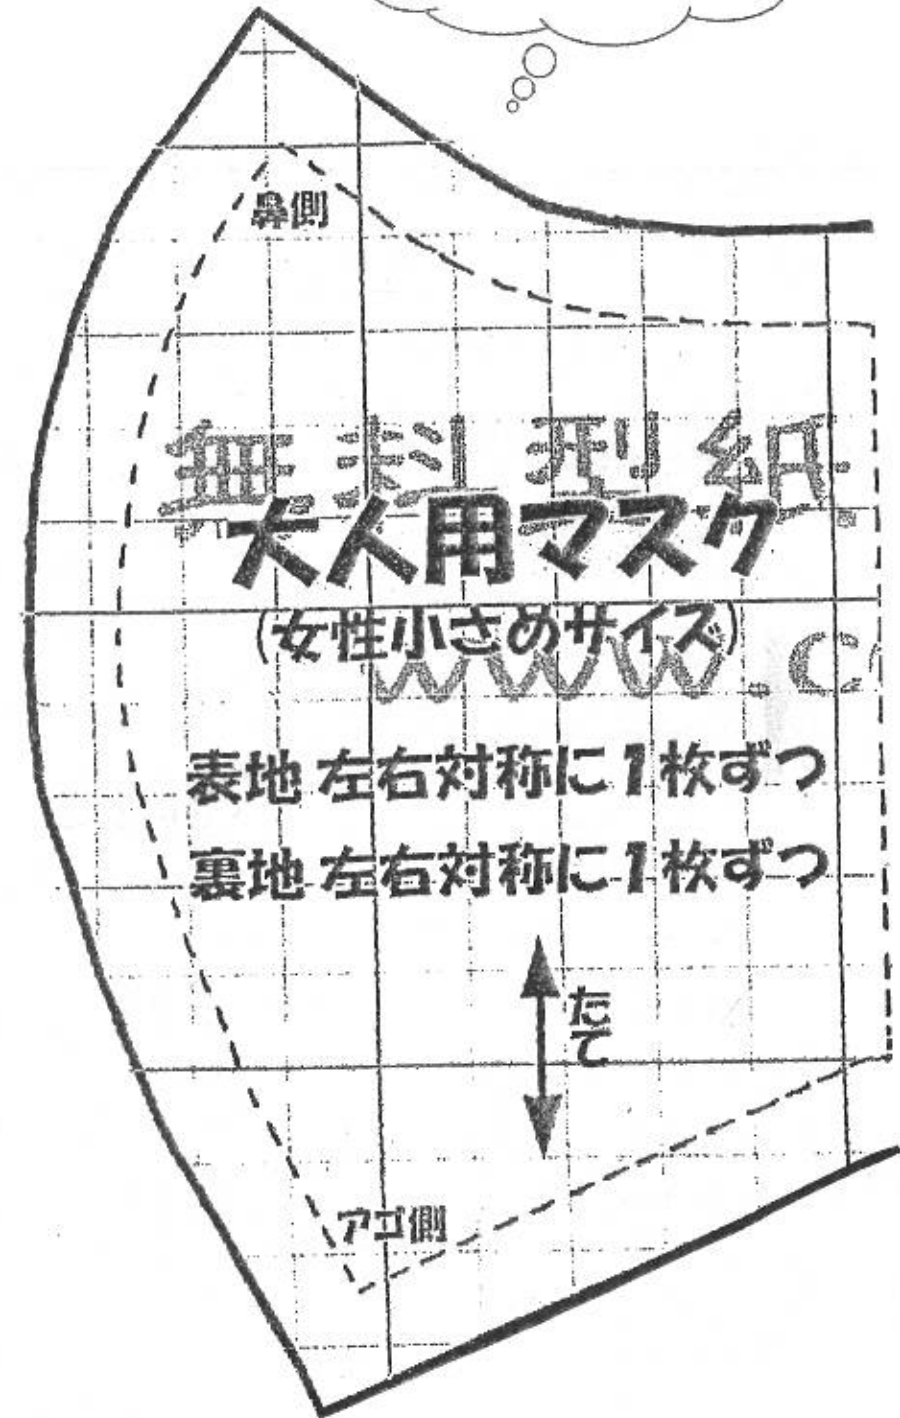 鼻側
無料型紙
大人用マスク
(女性小さめサイズ)
www.c
表地 左右対称に1枚ずつ
裏地 左右対称に1枚ずつ
たて
アゴ側